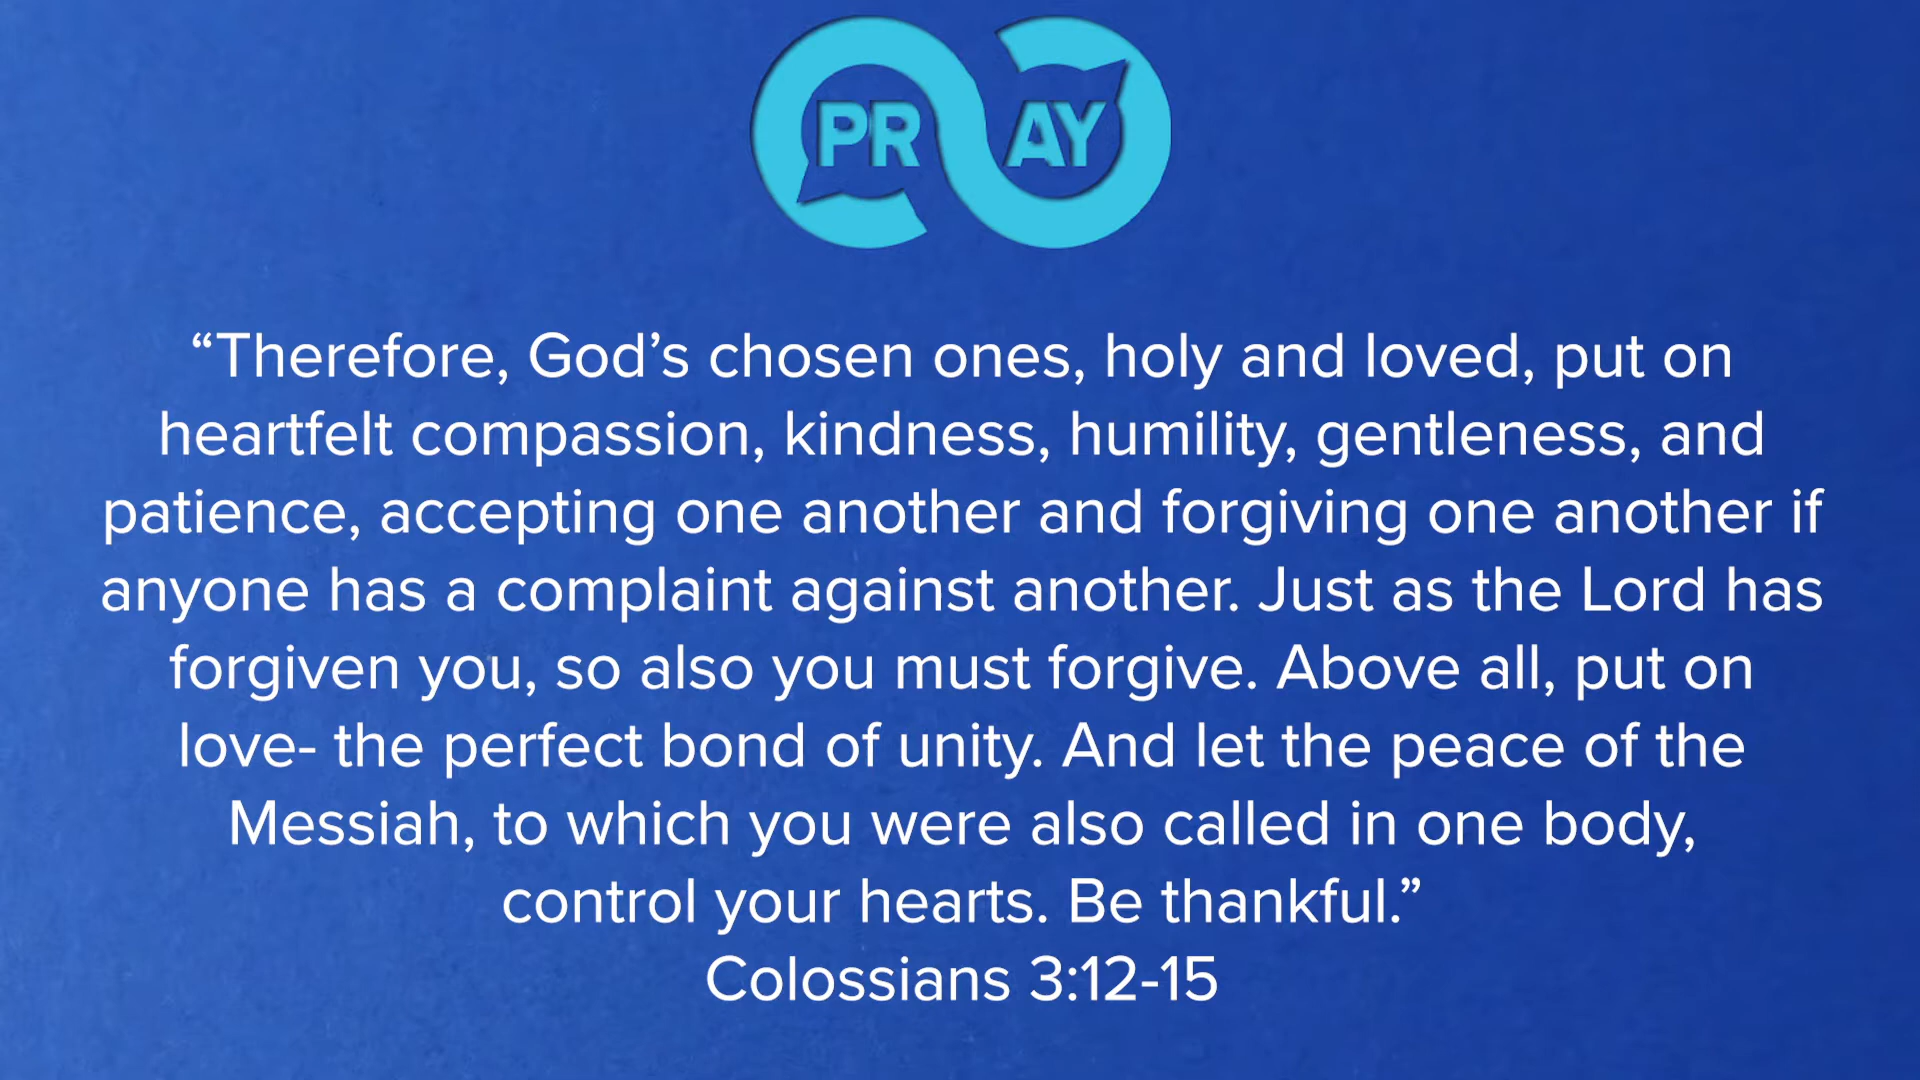 PR AY
“Therefore, God’s chosen ones, holy and loved, put on
heartfelt compassion, kindness, humility, gentleness, and
patience, accepting one another and forgiving one another if
anyone has a complaint against another. Just as the Lord has
forgiven you, so also you must forgive. Above all, put on
love- the perfect bond of unity. And let the peace of the
Messiah, to which you were also called in one body,
control your hearts. Be thankful.”
Colossians 3:12-15